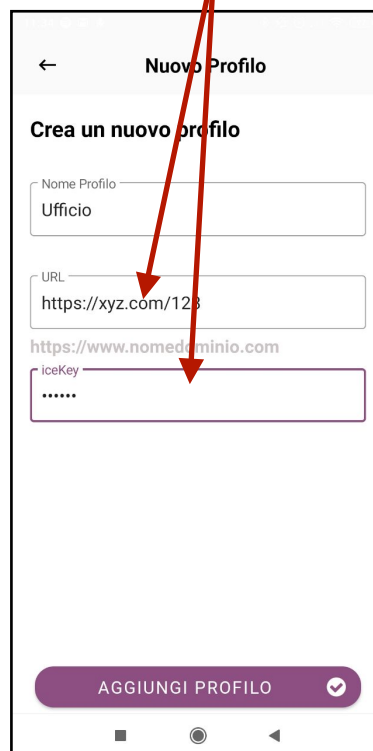 Nuovo Profilo
Crea un nuovo profilo
Nome Profilo
Ufficio
URL
https://xyz.com/123
https://www.nomedominio.com
iceKey
••••••
AGGIUNGI PROFILO